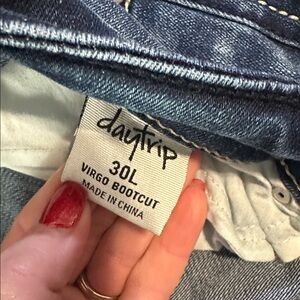 daytrip
30L
VIRGO BOOTCUT
MADE IN CHINA